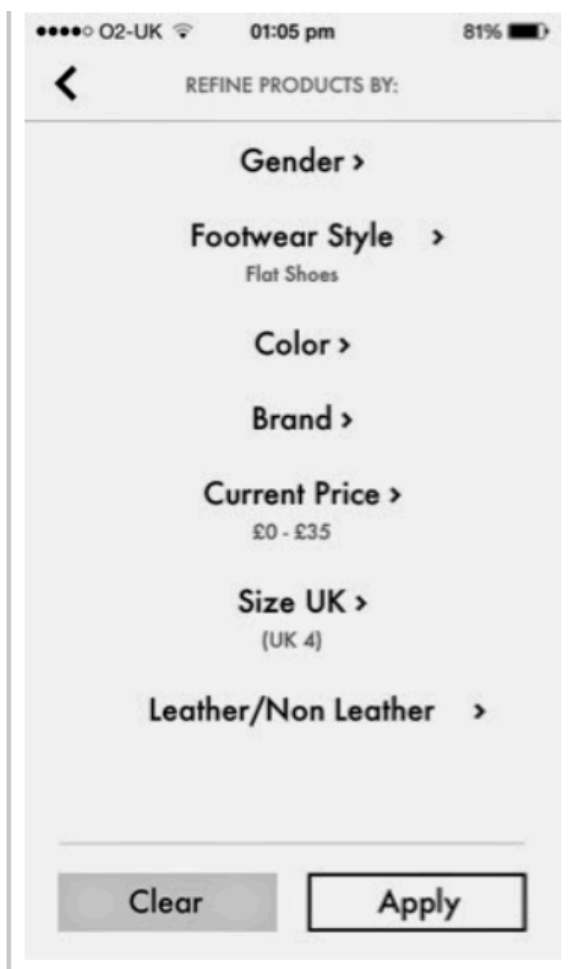 O2-UK 01:05 pm 81%
REFINE PRODUCTS BY:
Gender
Footwear Style
Flat Shoes
Color
Brand
Current Price
£0 - £35
Size UK
(UK 4)
Leather/Non Leather
Clear Apply